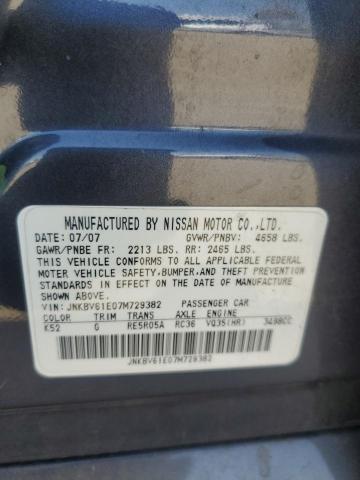 MANUFACTURED BY NISSAN MOTOR CO.,LTD.
DATE: 07/07 GVWR/PNBV: 4658 LBS.
GAWR/PNBE FR: 2213 LBS. RR: 2465 LBS.
THIS VEHICLE CONFORMS TO ALL APPLICABLE FEDERAL
MOTOR VEHICLE SAFETY, BUMPER, AND THEFT PREVENTION
STANDARDS IN EFFECT ON THE DATE OF MANUFACTURE
SHOWN ABOVE.
VIN: JNKBV61E07M729382 PASSENGER CAR
COLOR TRIM TRANS AXLE ENGINE
K52 G RE5R05A RC36 VQ35(HR) 3498CC
JNKBV61E07M729382